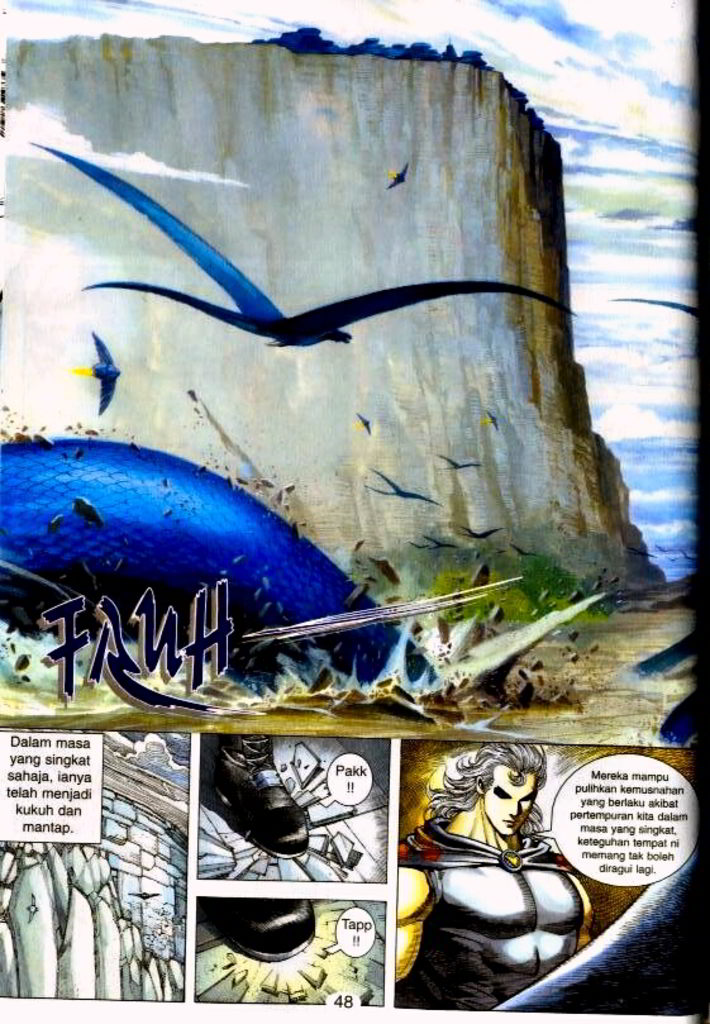 FAUH
Dalam masa
yang singkat
sahaja, ianya
telah menjadi
kukuh dan
mantap.
Pakk
!!
Tapp
!!
Mereka mampu
pulihkan kemusnahan
yang berlaku akibat
pertempuran kita dalam
masa yang singkat,
keteguhan tempat ni
memang tak boleh
diragui lagi.
48